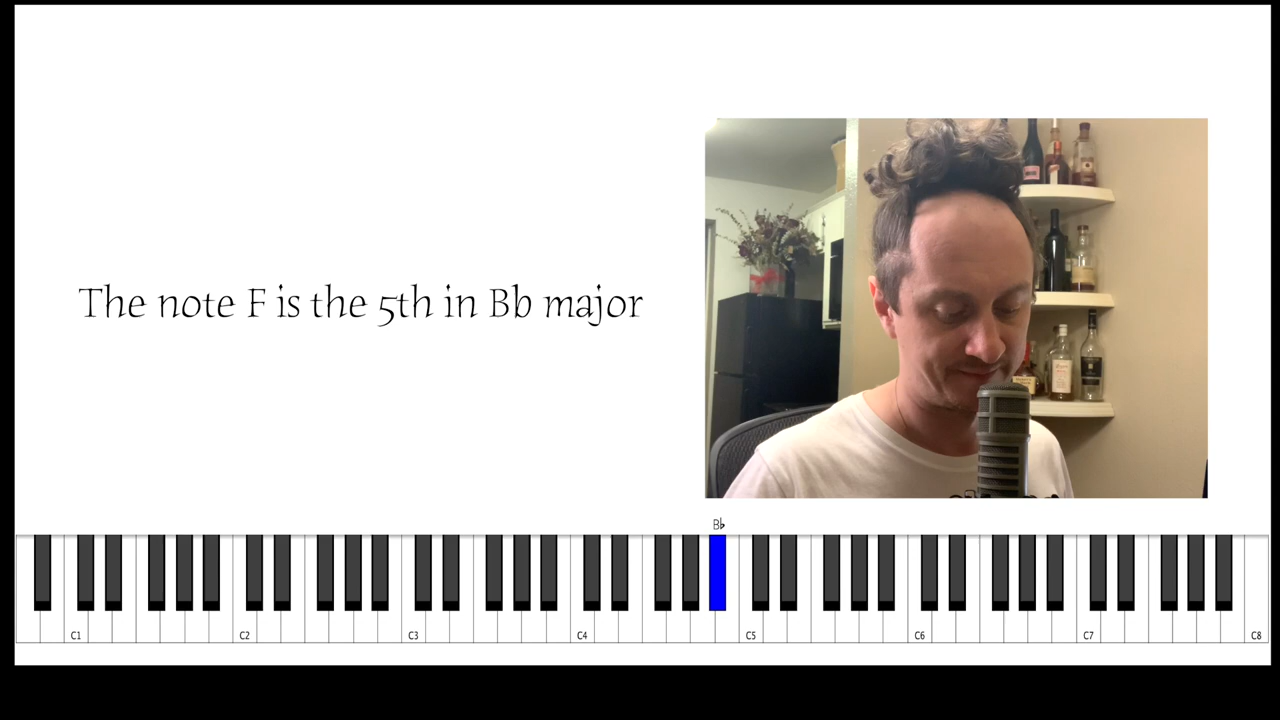 The note F is the 5th in Bb major
B♭
C1 C2 C3 C4 C5 C6 C7 C8